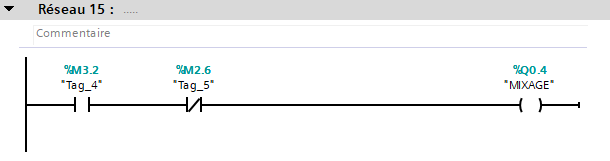 Réseau 15 : .....
Commentaire
%M3.2 %M2.6 %Q0.4
"Tag_4" "Tag_5" "MIXAGE"